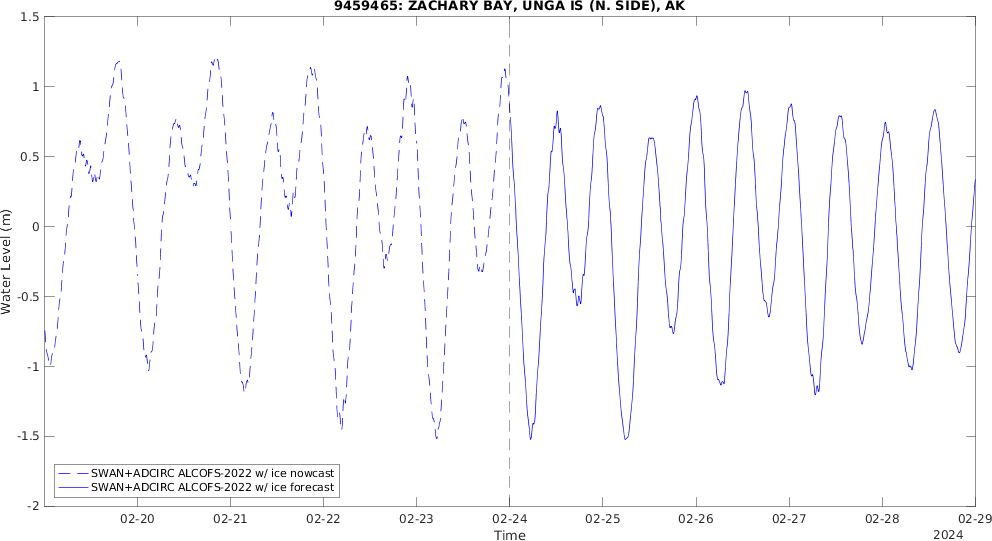 9459465: ZACHARY BAY, UNGA IS (N. SIDE), AK
1.5
1
0.5
0
-0.5
-1
-1.5
-2
Water Level (m)
SWAN+ADCIRC ALCOFS-2022 w/ ice nowcast
SWAN+ADCIRC ALCOFS-2022 w/ ice forecast
02-20 02-21 02-22 02-23 02-24 02-25 02-26 02-27 02-28 02-29
Time
2024